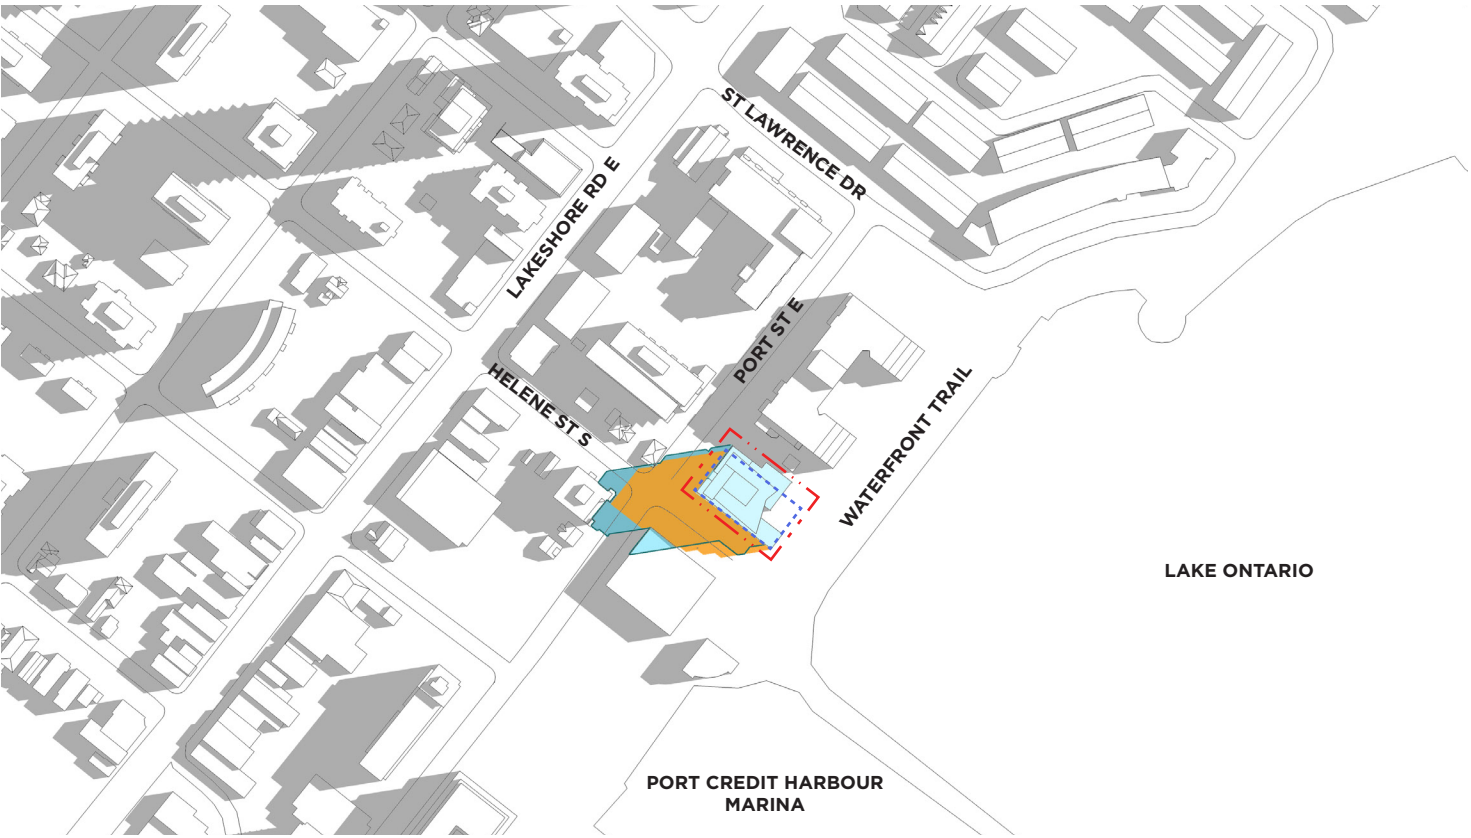 ST LAWRENCE DR
LAKESHORE RD E
PORT ST E
HELENE ST S
WATERFRONT TRAIL
LAKE ONTARIO
PORT CREDIT HARBOUR
MARINA